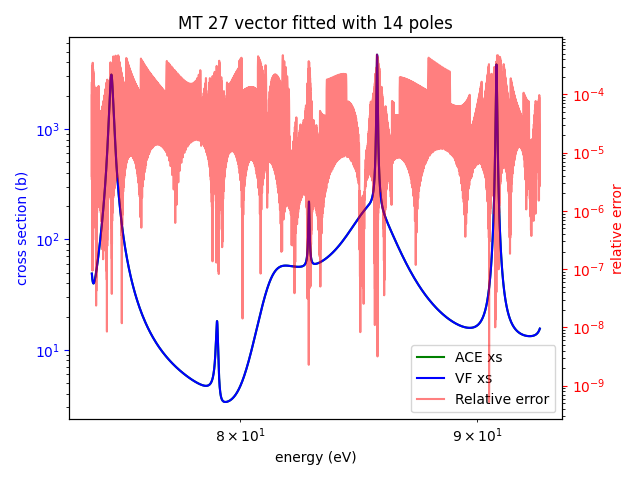 MT 27 vector fitted with 14 poles
cross section (b)
10³
10²
10¹
10⁻⁴
10⁻⁵
10⁻⁶
10⁻⁷
10⁻⁸
10⁻⁹
relative error
ACE xs
VF xs
Relative error
8 × 10¹
9 × 10¹
energy (eV)